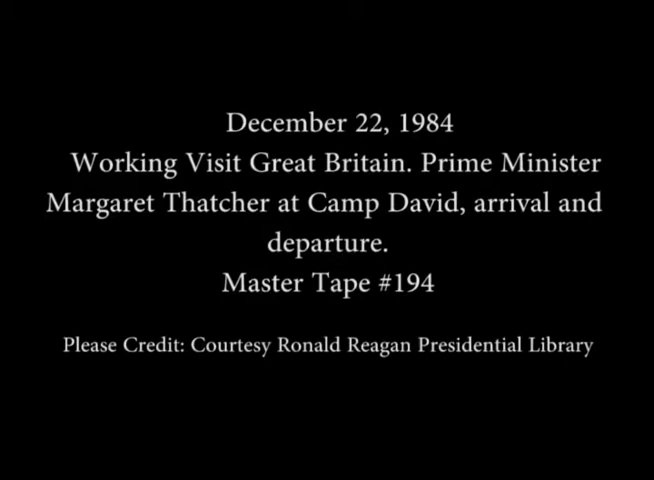 December 22, 1984
Working Visit Great Britain. Prime Minister
Margaret Thatcher at Camp David, arrival and
departure.
Master Tape #194
Please Credit: Courtesy Ronald Reagan Presidential Library